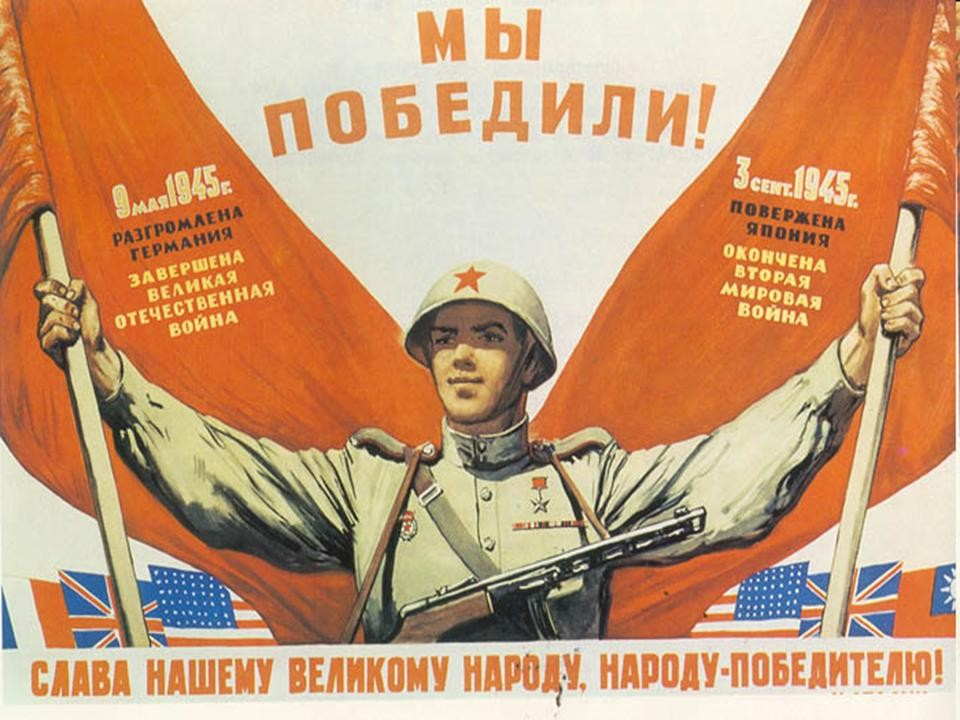 МЫ
ПОБЕДИЛИ!
9 МАЯ 1945 г.
РАЗГРОМЛЕНА
ГЕРМАНИЯ
ЗАВЕРШЕНА
ВЕЛИКАЯ
ОТЕЧЕСТВЕННАЯ
ВОЙНА
3 СЕНТ. 1945 г.
ПОВЕРЖЕНА
ЯПОНИЯ
ОКОНЧЕНА
ВТОРАЯ
МИРОВАЯ
ВОЙНА
СЛАВА НАШЕМУ ВЕЛИКОМУ НАРОДУ, НАРОДУ-ПОБЕДИТЕЛЮ!